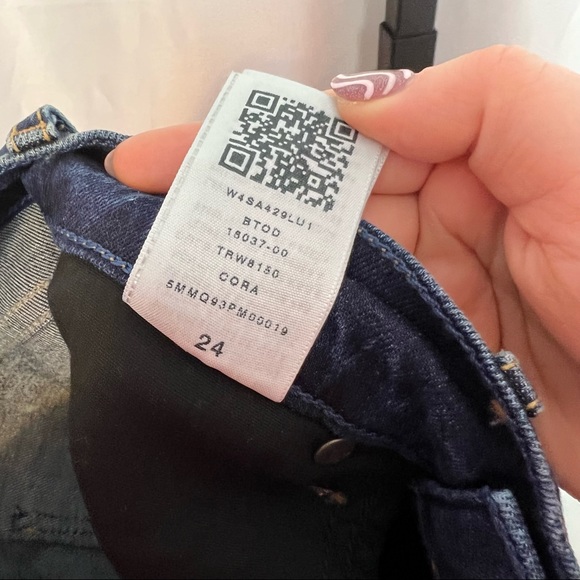 W4SA429LU1
BTOD
15037-00
TRW8150
CORA
5MMQ93PM00019
24